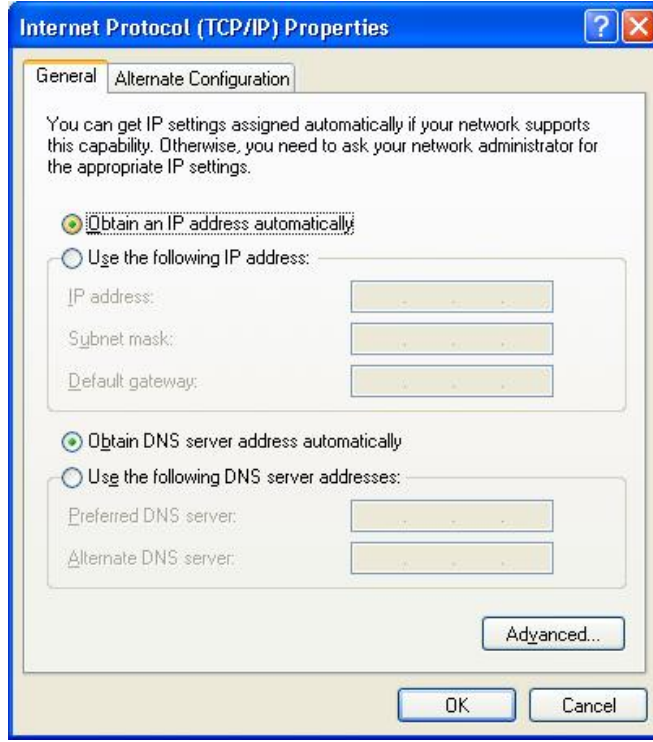 Internet Protocol (TCP/IP) Properties
General
Alternate Configuration
You can get IP settings assigned automatically if your network supports
this capability. Otherwise, you need to ask your network administrator for
the appropriate IP settings.
Obtain an IP address automatically
Use the following IP address:
IP address:
Subnet mask:
Default gateway:
Obtain DNS server address automatically
Use the following DNS server addresses:
Preferred DNS server:
Alternate DNS server:
Advanced...
OK
Cancel